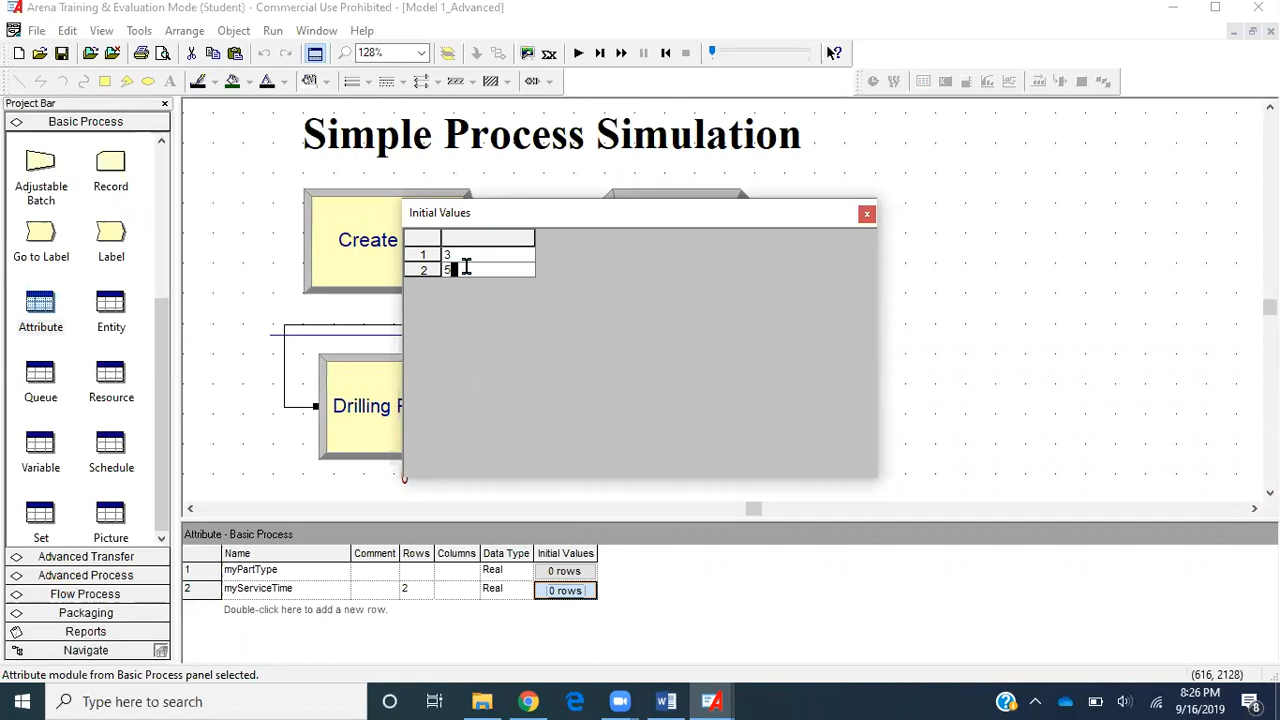 Arena Training & Evaluation Mode (Student) - Commercial Use Prohibited - [Model 1_Advanced]
File Edit View Tools Arrange Object Run Window Help
128%
Project Bar
Basic Process
Simple Process Simulation
Adjustable Batch
Record
Go to Label
Label
Attribute
Entity
Queue
Resource
Variable
Schedule
Set
Picture
Advanced Transfer
Advanced Process
Flow Process
Packaging
Reports
Navigate
Create
Drilling
Initial Values
1 3
2 5
Attribute - Basic Process
Name Comment Rows Columns Data Type Initial Values
1 myPartType Real 0 rows
2 myServiceTime 2 Real 0 rows
Double-click here to add a new row.
Attribute module from Basic Process panel selected.
(616, 2128)
Type here to search
8:26 PM
9/16/2019
8